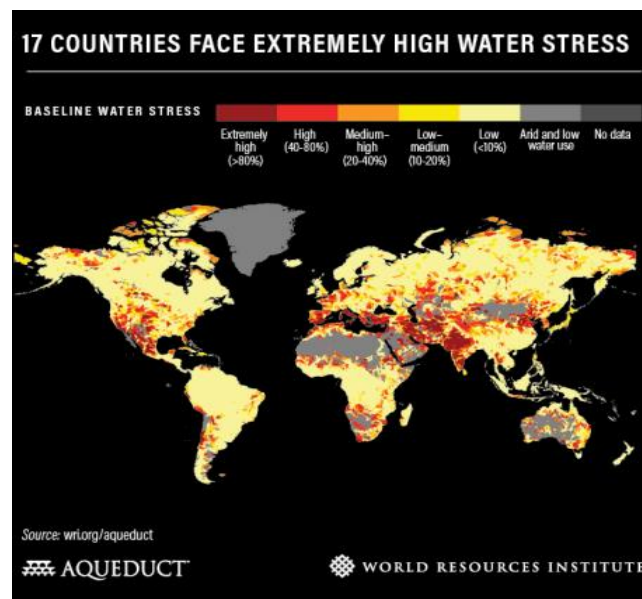 17 COUNTRIES FACE EXTREMELY HIGH WATER STRESS
BASELINE WATER STRESS
Extremely high (>80%)
High (40-80%)
Medium–high (20-40%)
Low–medium (10-20%)
Low (<10%)
Arid and low water use
No data
Source: wri.org/aqueduct
AQUEDUCT
WORLD RESOURCES INSTITUTE